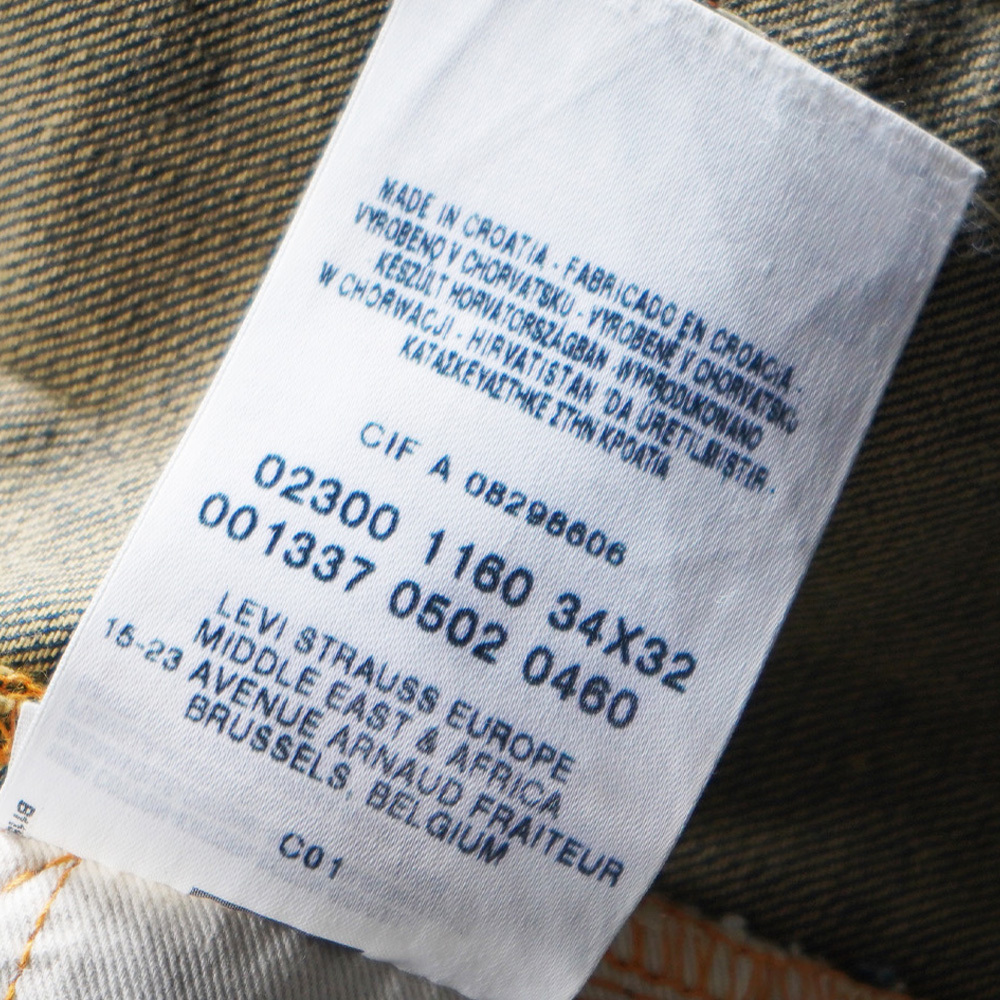 MADE IN CROATIA - FABRICADO EN CROACIA -
VYROBENO V CHORVATSKU - VYROBENÉ V CHORVÁTSKU
KÉSZÜLT HORVÁTORSZÁGBAN WYPRODUKOWANO
W CHORWACJI - HIRVATISTAN 'DA ÜRETILMIŞTIR -
ΚΑΤΑΣΚΕΥΑΣΤΗΚΕ ΣΤΗΝ ΚΡΟΑΤΙΑ
CIF A 08298606
02300 1160 34X32
001337 0502 0460
LEVI STRAUSS EUROPE
MIDDLE EAST & AFRICA
15-23 AVENUE ARNAUD FRAITEUR
BRUSSELS, BELGIUM
C01